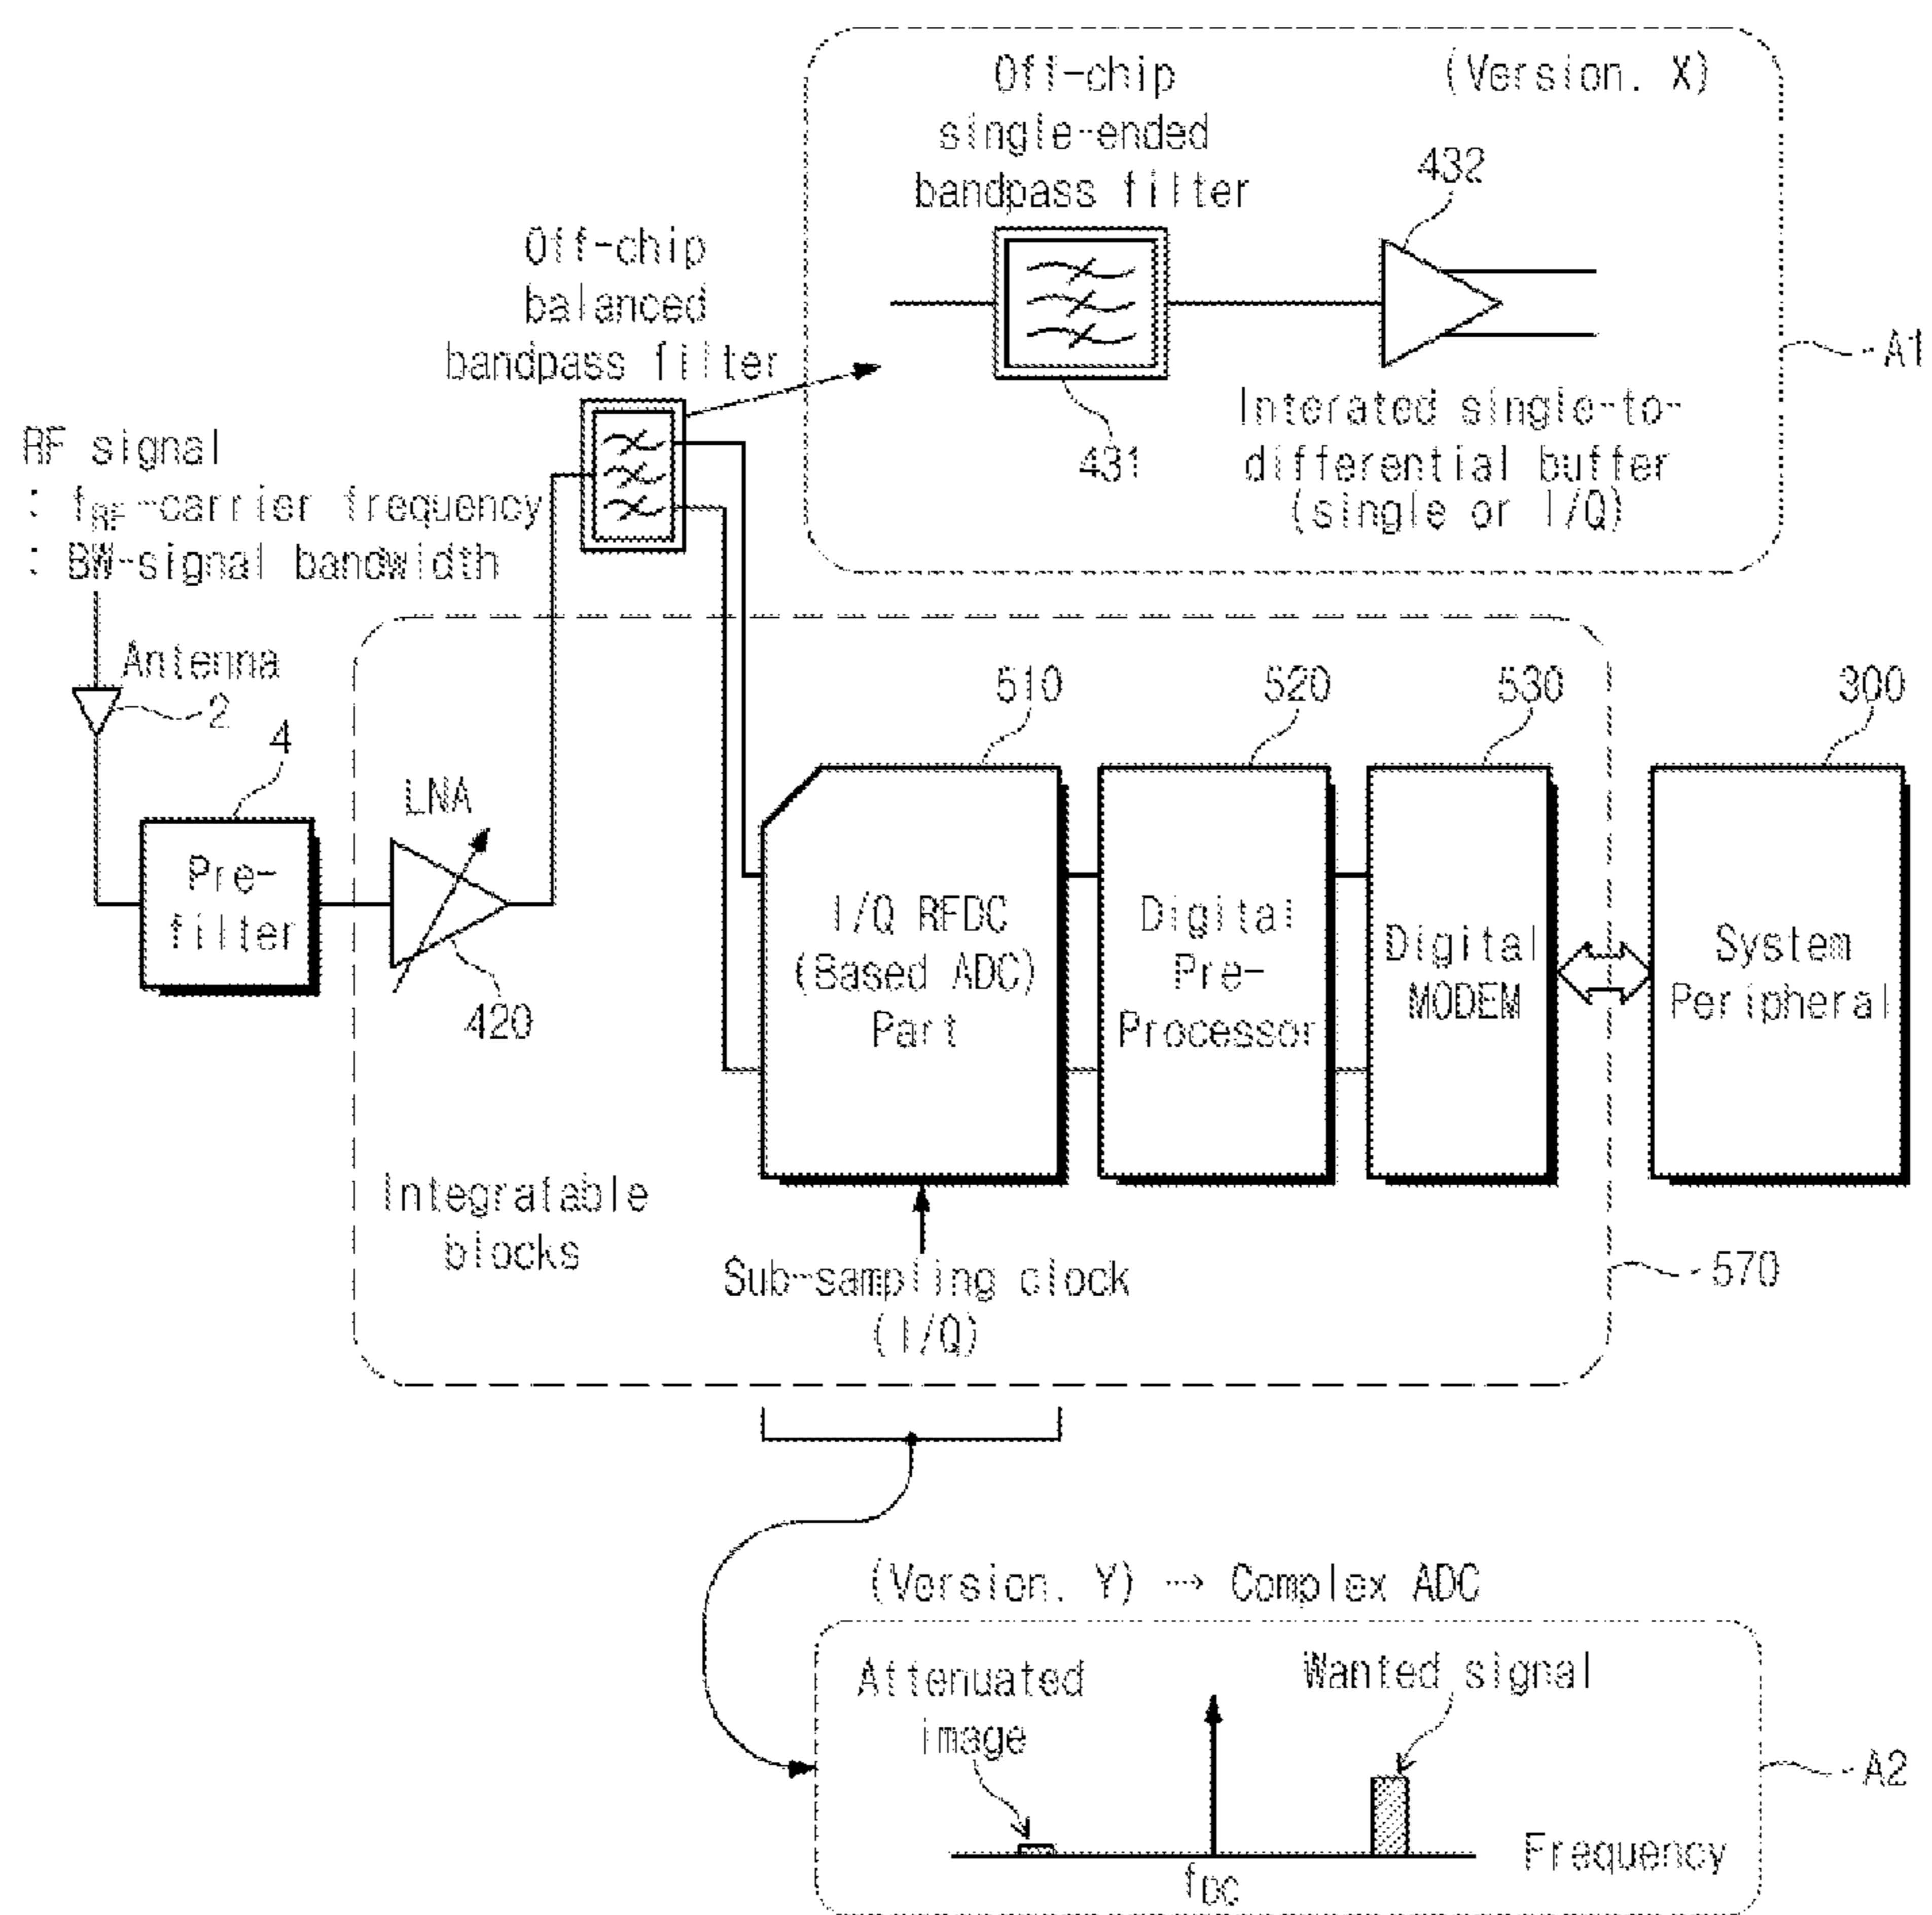 Off-chip
single-ended
bandpass filter
(Version. X)
432
431
Interated single-to-
differential buffer
(single or I/Q)
A1
Off-chip
balanced
bandpass filter
RF signal
: fRF-carrier frequency
: BW-signal bandwidth
Antenna
2
4
Pre-
filter
LNA
420
510
I/Q RFDC
(Based ADC)
Part
520
Digital
Pre-
Processor
530
Digital
MODEM
300
System
Peripheral
Integratable
blocks
Sub-sampling clock
(I/Q)
570
(Version. Y) → Complex ADC
Attenuated
image
Wanted signal
fDC
Frequency
A2